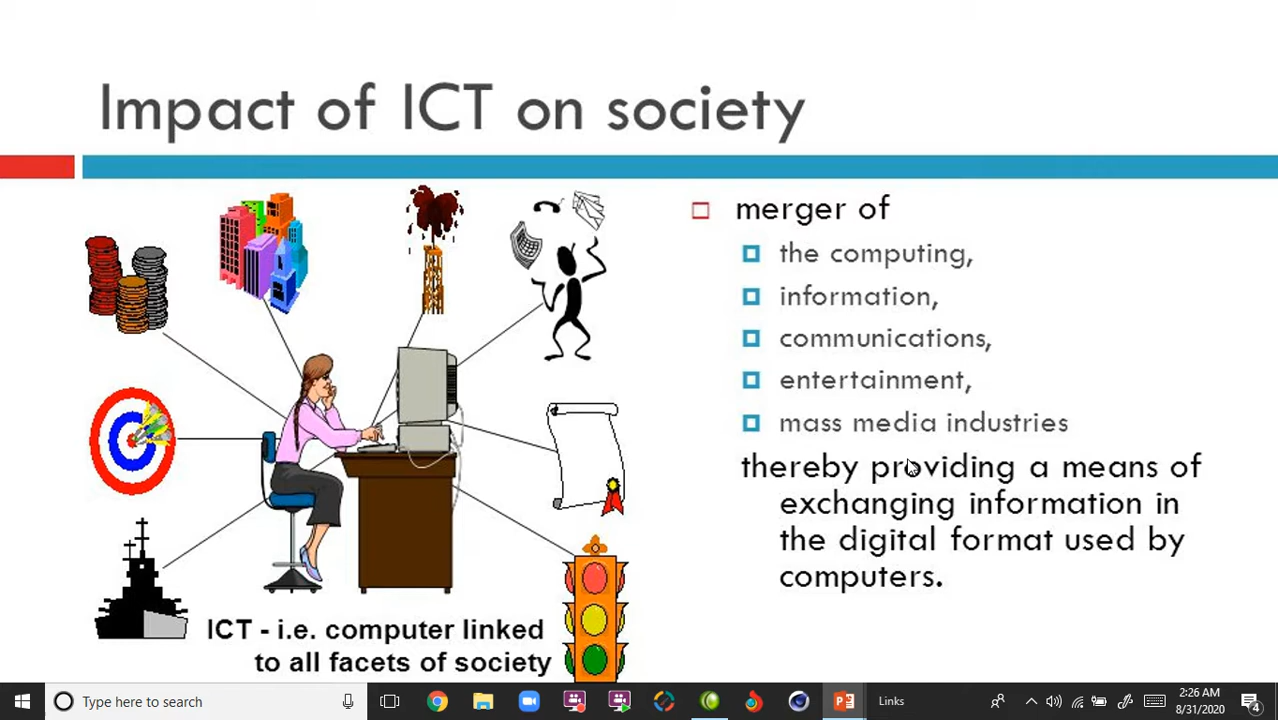 Impact of ICT on society
merger of
the computing,
information,
communications,
entertainment,
mass media industries
thereby providing a means of
exchanging information in
the digital format used by
computers.
ICT - i.e. computer linked
to all facets of society
Type here to search
Links
2:26 AM
8/31/2020
4